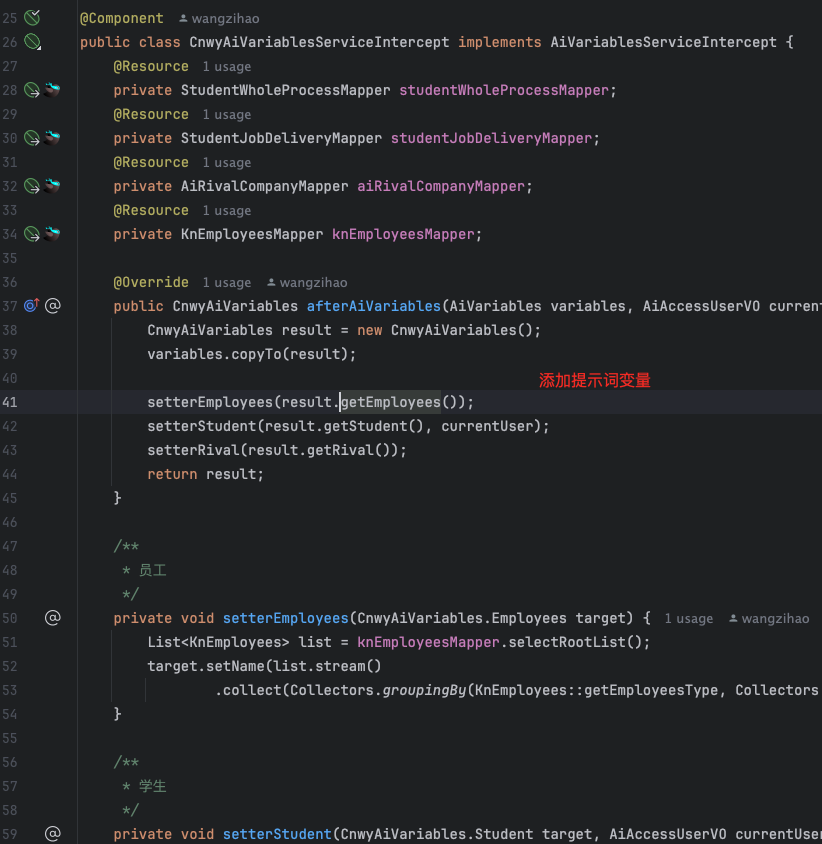 25 @Component wangzihao
26 public class CnwyAiVariablesServiceIntercept implements AiVariablesServiceIntercept {
27 @Resource 1 usage
28 private StudentWholeProcessMapper studentWholeProcessMapper;
29 @Resource 1 usage
30 private StudentJobDeliveryMapper studentJobDeliveryMapper;
31 @Resource 1 usage
32 private AiRivalCompanyMapper aiRivalCompanyMapper;
33 @Resource 1 usage
34 private KnEmployeesMapper knEmployeesMapper;
35
36 @Override 1 usage wangzihao
37 public CnwyAiVariables afterAiVariables(AiVariables variables, AiAccessUserVO current
38 CnwyAiVariables result = new CnwyAiVariables();
39 variables.copyTo(result);
40 添加提示词变量
41 setterEmployees(result.getEmployees());
42 setterStudent(result.getStudent(), currentUser);
43 setterRival(result.getRival());
44 return result;
45 }
46
47 /**
48 * 员工
49 */
50 private void setterEmployees(CnwyAiVariables.Employees target) { 1 usage wangzihao
51 List<KnEmployees> list = knEmployeesMapper.selectRootList();
52 target.setName(list.stream()
53 .collect(Collectors.groupingBy(KnEmployees::getEmployeesType, Collectors
54 }
55
56 /**
57 * 学生
58 */
59 private void setterStudent(CnwyAiVariables.Student target, AiAccessUserVO currentUser